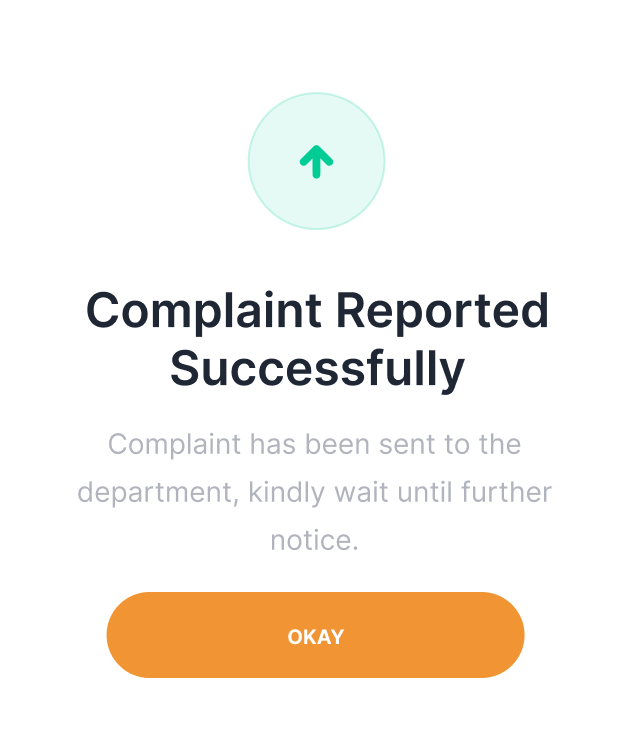 Complaint Reported
Successfully
Complaint has been sent to the
department, kindly wait until further
notice.
OKAY